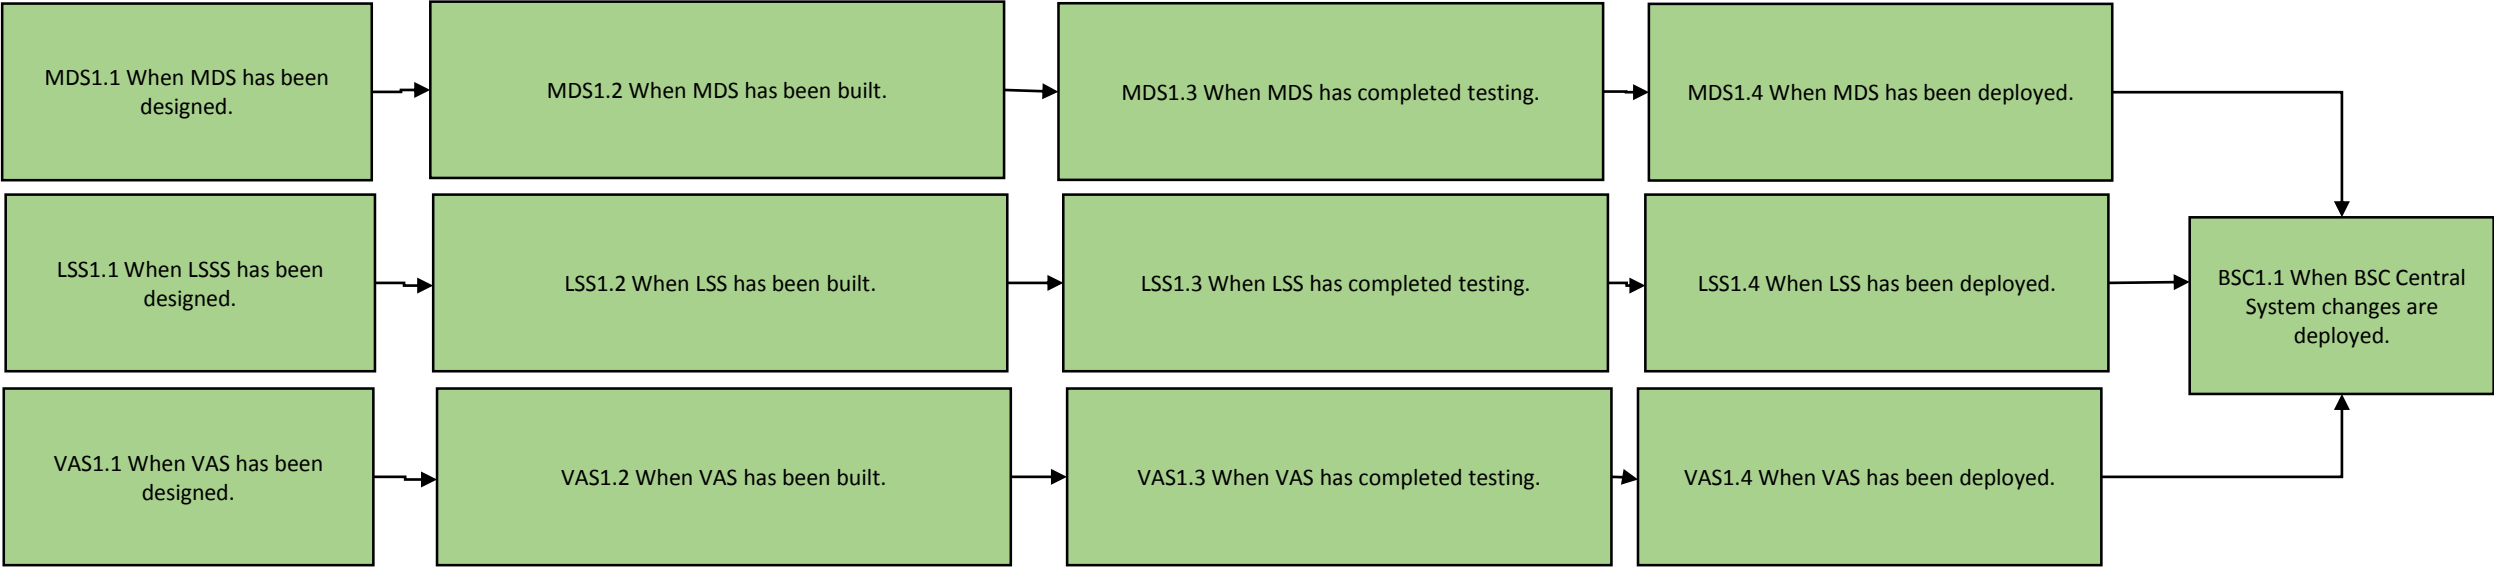 MDS1.1 When MDS has been
designed.
MDS1.2 When MDS has been built.
MDS1.3 When MDS has completed testing.
MDS1.4 When MDS has been deployed.
LSS1.1 When LSSS has been
designed.
LSS1.2 When LSS has been built.
LSS1.3 When LSS has completed testing.
LSS1.4 When LSS has been deployed.
BSC1.1 When BSC Central
System changes are
deployed.
VAS1.1 When VAS has been
designed.
VAS1.2 When VAS has been built.
VAS1.3 When VAS has completed testing.
VAS1.4 When VAS has been deployed.